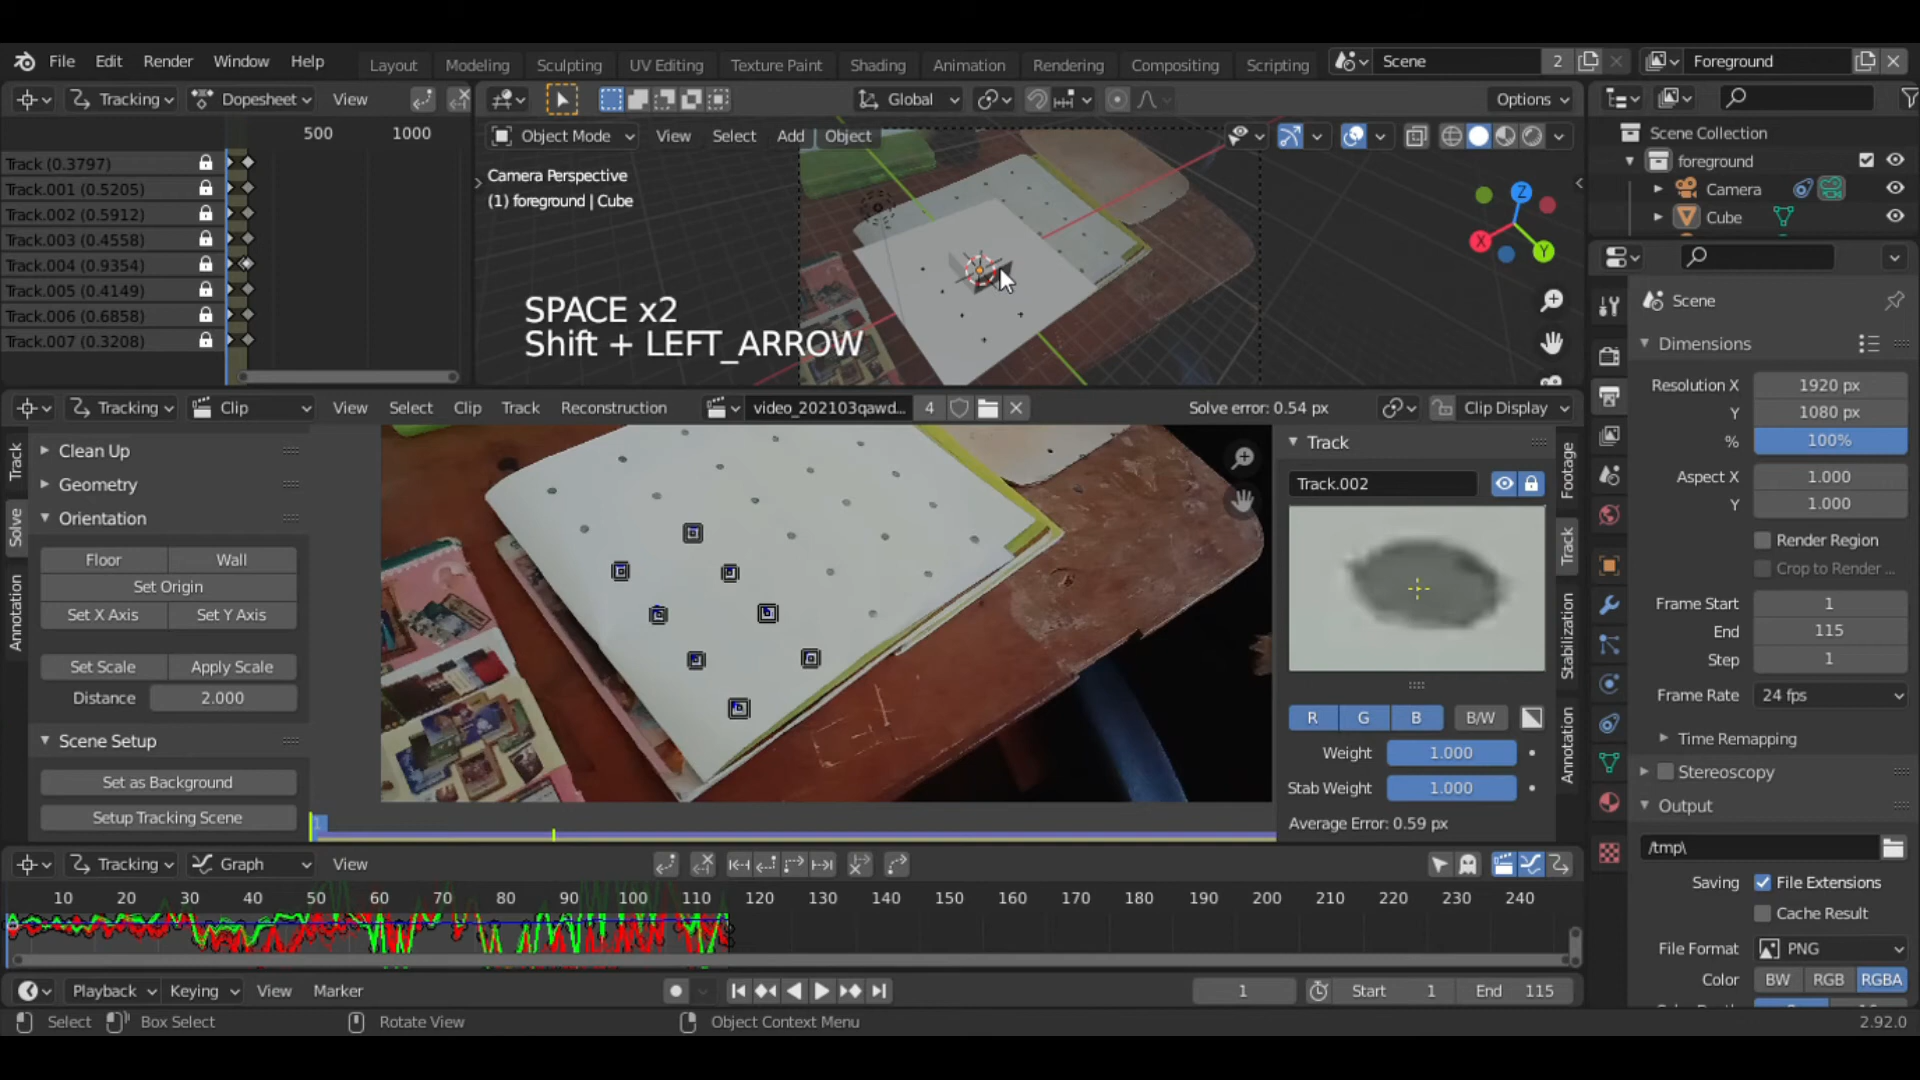 File Edit Render Window Help Layout Modeling Sculpting UV Editing Texture Paint Shading Animation Rendering Compositing Scripting Scene 2 Foreground
Tracking Dopesheet View Global Options
500 1000
Object Mode View Select Add Object
Scene Collection
foreground
Camera
Cube
Track (0.3797)
Track.001 (0.5205)
Track.002 (0.5912)
Track.003 (0.4558)
Track.004 (0.9354)
Track.005 (0.4149)
Track.006 (0.6858)
Track.007 (0.3208)
Camera Perspective
(1) foreground | Cube
Z
X
Y
SPACE x2
Shift + LEFT_ARROW
Scene
Dimensions
Resolution X 1920 px
Y 1080 px
% 100%
Aspect X 1.000
Y 1.000
Render Region
Crop to Render ...
Frame Start 1
End 115
Step 1
Frame Rate 24 fps
Time Remapping
Stereoscopy
Output
/tmp\
Saving File Extensions
Cache Result
File Format PNG
Color BW RGB RGBA
Tracking Clip View Select Clip Track Reconstruction video_202103qawd... 4 Solve error: 0.54 px Clip Display
Track
Solve
Annotation
Clean Up
Geometry
Orientation
Floor Wall
Set Origin
Set X Axis Set Y Axis
Set Scale Apply Scale
Distance 2.000
Scene Setup
Set as Background
Setup Tracking Scene
1
Track
Track.002
R G B B/W
Weight 1.000
Stab Weight 1.000
Average Error: 0.59 px
Footage
Track
Stabilization
Annotation
Tracking Graph View
10 20 30 40 50 60 70 80 90 100 110 120 130 140 150 160 170 180 190 200 210 220 230 240
Playback Keying View Marker 1 Start 1 End 115
Select Box Select Rotate View Object Context Menu 2.92.0